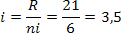 i = R/ni = 21/6 = 3,5